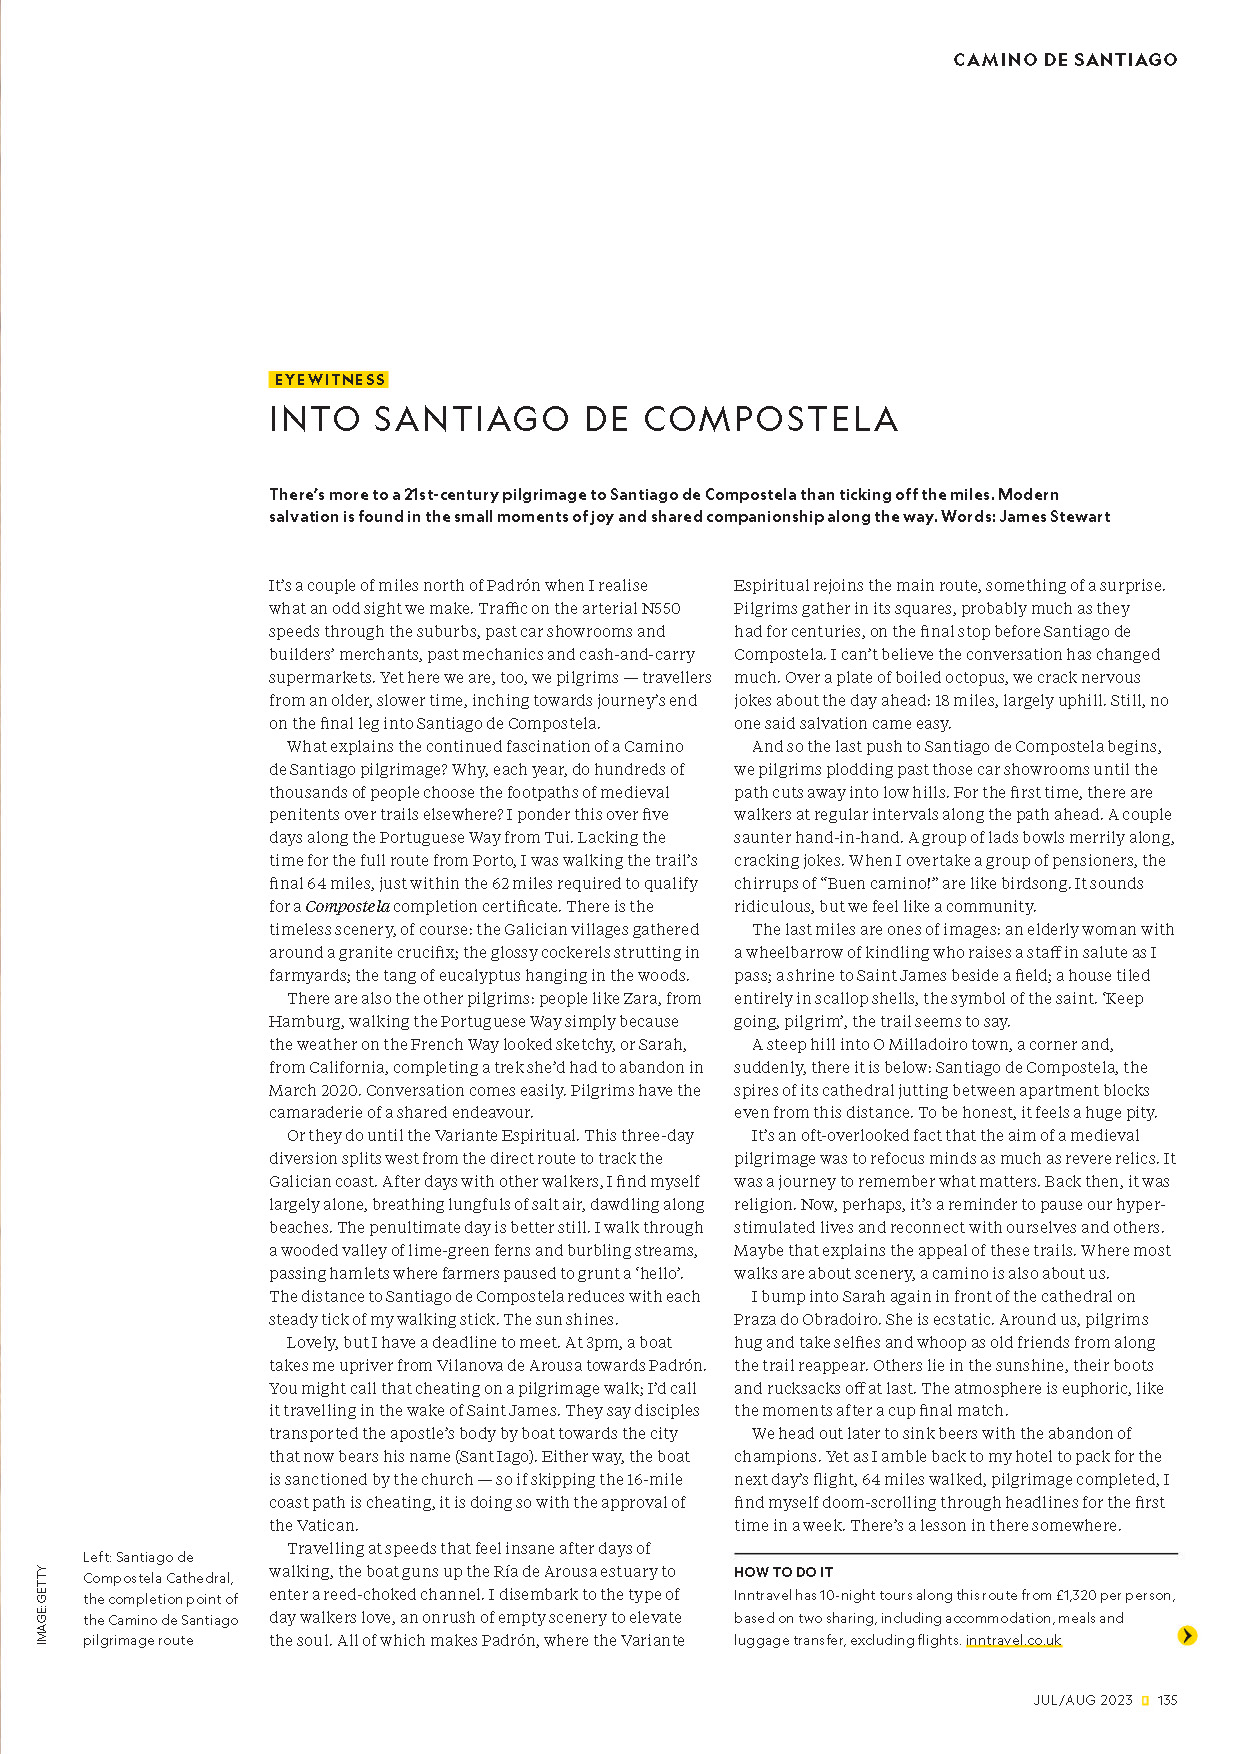 CAMINO DE SANTIAGO
EYEWITNESS
INTO SANTIAGO DE COMPOSTELA
There's more to a 21st-century pilgrimage to Santiago de Compostela than ticking off the miles. Modern
salvation is found in the small moments of joy and shared companionship along the way. Words: James Stewart
It's a couple of miles north of Padrón when I realise
what an odd sight we make. Traffic on the arterial N550
speeds through the suburbs, past car showrooms and
builders' merchants, past mechanics and cash-and-carry
supermarkets. Yet here we are, too, we pilgrims — travellers
from an older, slower time, inching towards journey's end
on the final leg into Santiago de Compostela.
What explains the continued fascination of a Camino
de Santiago pilgrimage? Why, each year, do hundreds of
thousands of people choose the footpaths of medieval
penitents over trails elsewhere? I ponder this over five
days along the Portuguese Way from Tui. Lacking the
time for the full route from Porto, I was walking the trail's
final 64 miles, just within the 62 miles required to qualify
for a Compostela completion certificate. There is the
timeless scenery, of course: the Galician villages gathered
around a granite crucifix; the glossy cockerels strutting in
farmyards; the tang of eucalyptus hanging in the woods.
There are also the other pilgrims: people like Zara, from
Hamburg, walking the Portuguese Way simply because
the weather on the French Way looked sketchy, or Sarah,
from California, completing a trek she'd had to abandon in
March 2020. Conversation comes easily. Pilgrims have the
camaraderie of a shared endeavour.
Or they do until the Variante Espiritual. This three-day
diversion splits west from the direct route to track the
Galician coast. After days with other walkers, I find myself
largely alone, breathing lungfuls of salt air, dawdling along
beaches. The penultimate day is better still. I walk through
a wooded valley of lime-green ferns and burbling streams,
passing hamlets where farmers paused to grunt a 'hello'.
The distance to Santiago de Compostela reduces with each
steady tick of my walking stick. The sun shines.
Lovely, but I have a deadline to meet. At 3pm, a boat
takes me upriver from Vilanova de Arousa towards Padrón.
You might call that cheating on a pilgrimage walk; I'd call
it travelling in the wake of Saint James. They say disciples
transported the apostle's body by boat towards the city
that now bears his name (Sant Iago). Either way, the boat
is sanctioned by the church — so if skipping the 16-mile
coast path is cheating, it is doing so with the approval of
the Vatican.
Travelling at speeds that feel insane after days of
walking, the boat guns up the Ría de Arousa estuary to
enter a reed-choked channel. I disembark to the type of
day walkers love, an onrush of empty scenery to elevate
the soul. All of which makes Padrón, where the Variante
Espiritual rejoins the main route, something of a surprise.
Pilgrims gather in its squares, probably much as they
had for centuries, on the final stop before Santiago de
Compostela. I can't believe the conversation has changed
much. Over a plate of boiled octopus, we crack nervous
jokes about the day ahead: 18 miles, largely uphill. Still, no
one said salvation came easy.
And so the last push to Santiago de Compostela begins,
we pilgrims plodding past those car showrooms until the
path cuts away into low hills. For the first time, there are
walkers at regular intervals along the path ahead. A couple
saunter hand-in-hand. A group of lads bowls merrily along,
cracking jokes. When I overtake a group of pensioners, the
chirrups of "Buen camino!" are like birdsong. It sounds
ridiculous, but we feel like a community.
The last miles are ones of images: an elderly woman with
a wheelbarrow of kindling who raises a staff in salute as I
pass; a shrine to Saint James beside a field; a house tiled
entirely in scallop shells, the symbol of the saint. 'Keep
going, pilgrim', the trail seems to say.
A steep hill into O Milladoiro town, a corner and,
suddenly, there it is below: Santiago de Compostela, the
spires of its cathedral jutting between apartment blocks
even from this distance. To be honest, it feels a huge pity.
It's an oft-overlooked fact that the aim of a medieval
pilgrimage was to refocus minds as much as revere relics. It
was a journey to remember what matters. Back then, it was
religion. Now, perhaps, it's a reminder to pause our hyper-
stimulated lives and reconnect with ourselves and others.
Maybe that explains the appeal of these trails. Where most
walks are about scenery, a camino is also about us.
I bump into Sarah again in front of the cathedral on
Praza do Obradoiro. She is ecstatic. Around us, pilgrims
hug and take selfies and whoop as old friends from along
the trail reappear. Others lie in the sunshine, their boots
and rucksacks off at last. The atmosphere is euphoric, like
the moments after a cup final match.
We head out later to sink beers with the abandon of
champions. Yet as I amble back to my hotel to pack for the
next day's flight, 64 miles walked, pilgrimage completed, I
find myself doom-scrolling through headlines for the first
time in a week. There's a lesson in there somewhere.
HOW TO DO IT
Inntravel has 10-night tours along this route from £1,320 per person,
based on two sharing, including accommodation, meals and
luggage transfer, excluding flights. inntravel.co.uk
Left: Santiago de
Compostela Cathedral,
the completion point of
the Camino de Santiago
pilgrimage route
IMAGE: GETTY
JUL/AUG 2023 135